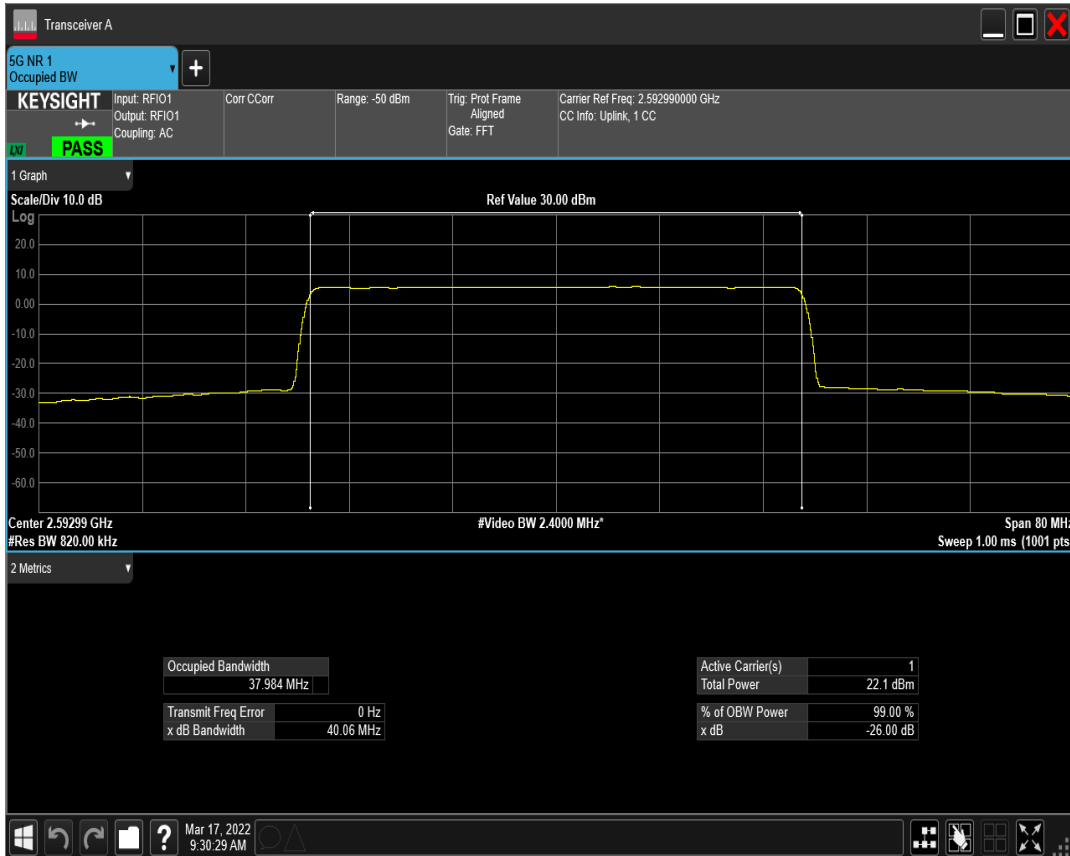 Transceiver A
5G NR 1
Occupied BW
KEYSIGHT
LXI
PASS
Input: RFIO1
Output: RFIO1
Coupling: AC
Corr CCorr
Range: -50 dBm
Trig: Prot Frame
Aligned
Gate: FFT
Carrier Ref Freq: 2.592990000 GHz
CC Info: Uplink, 1 CC
1 Graph
Scale/Div 10.0 dB
Ref Value 30.00 dBm
Log
20.0
10.0
0.00
-10.0
-20.0
-30.0
-40.0
-50.0
-60.0
Center 2.59299 GHz
#Video BW 2.4000 MHz*
Span 80 MHz
#Res BW 820.00 kHz
Sweep 1.00 ms (1001 pts
2 Metrics
Occupied Bandwidth
37.984 MHz
Transmit Freq Error 0 Hz
x dB Bandwidth 40.06 MHz
Active Carrier(s) 1
Total Power 22.1 dBm
% of OBW Power 99.00 %
x dB -26.00 dB
?
Mar 17, 2022
9:30:29 AM